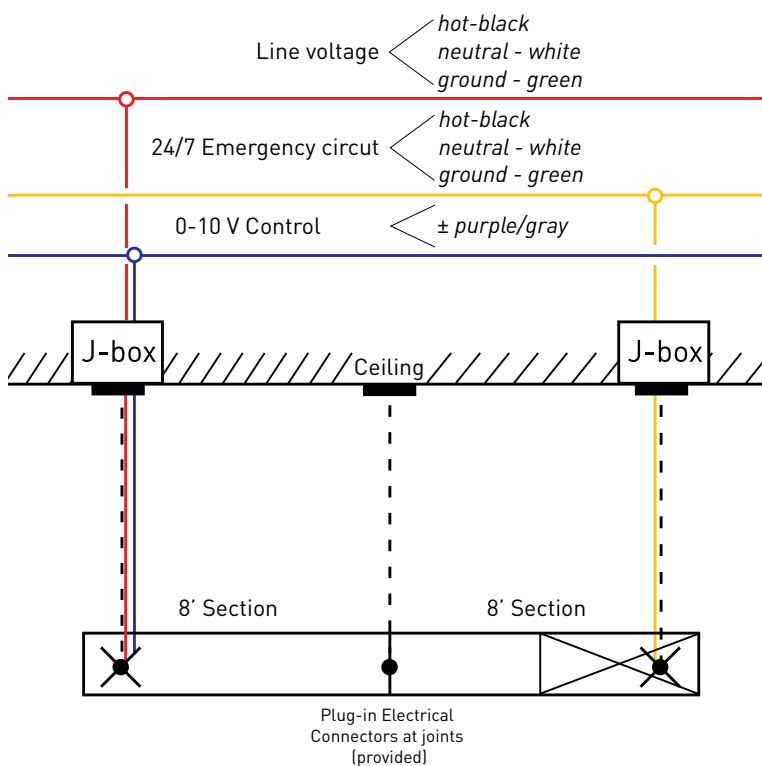 Line voltage
hot-black
neutral - white
ground - green
24/7 Emergency circut
hot-black
neutral - white
ground - green
0-10 V Control
± purple/gray
J-box
Ceiling
J-box
8’ Section
8’ Section
Plug-in Electrical
Connectors at joints
(provided)